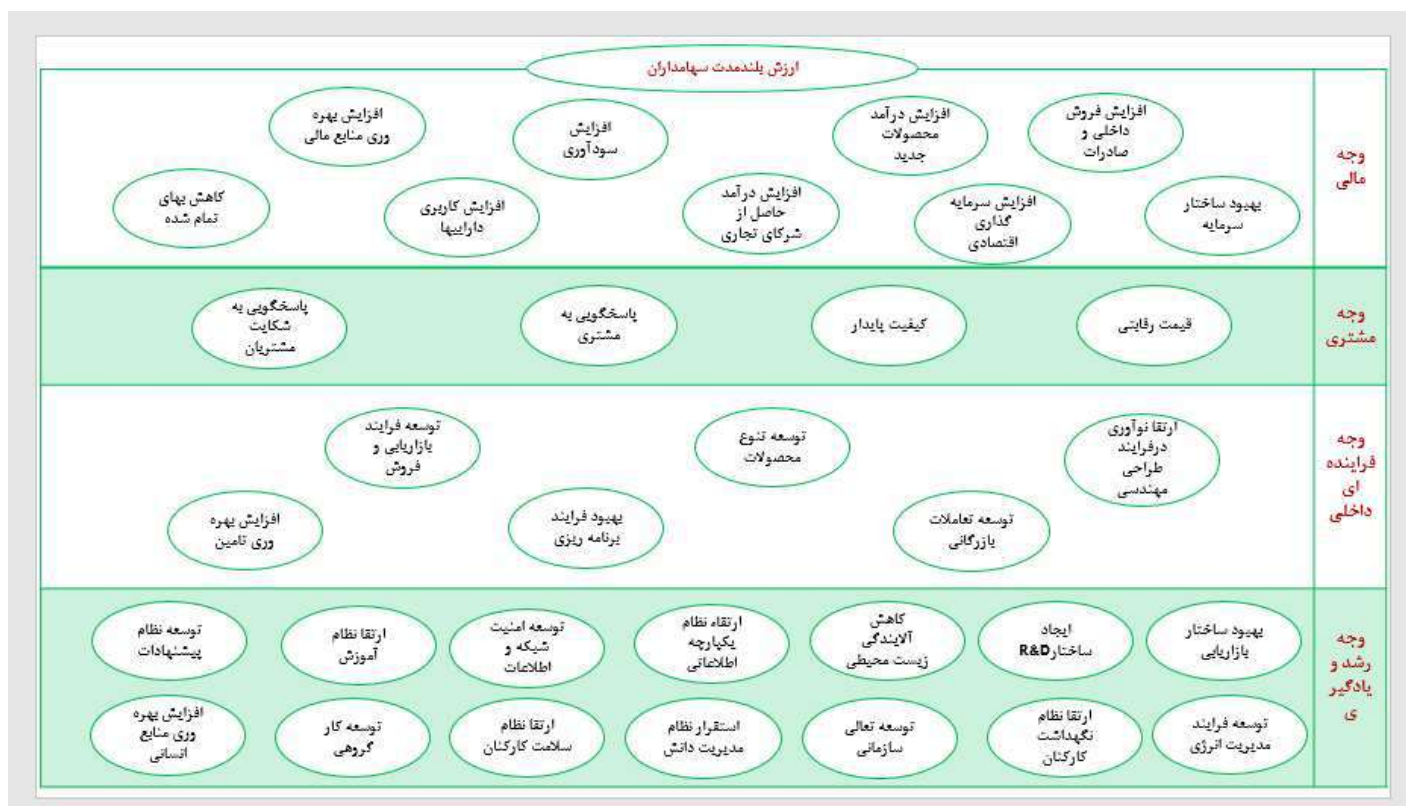 ارزش بلندمدت سهامداران
وجه
مالی
افزایش فروش
داخلی و
صادرات
افزایش درآمد
محصولات
جدید
افزایش
سودآوری
افزایش بهره
وری منابع مالی
بهبود ساختار
سرمایه
افزایش سرمایه
گذاری
اقتصادی
افزایش درآمد
حاصل از
شرکای تجاری
افزایش کاربری
داراییها
کاهش بهای
تمام شده
وجه
مشتری
قیمت رقابتی
کیفیت پایدار
پاسخگویی به
مشتری
پاسخگویی به
شکایت
مشتریان
وجه
فراینده
ای
داخلی
ارتقا نوآوری
درفرایند
طراحی
مهندسی
توسعه تنوع
محصولات
توسعه فرایند
بازاریابی و
فروش
توسعه تعاملات
بازرگانی
بهبود فرایند
برنامه ریزی
افزایش بهره
وری تامین
وجه
رشد و
یادگیر
ی
بهبود ساختار
بازاریابی
ایجاد
ساختارR&D
کاهش
آلایندگی
زیست محیطی
ارتقاء نظام
یکپارچه
اطلاعاتی
توسعه امنیت
شبکه و
اطلاعات
ارتقا نظام
آموزش
توسعه نظام
پیشنهادات
توسعه فرایند
مدیریت انرژی
ارتقا نظام
نگهداشت
کارکنان
توسعه تعالی
سازمانی
استقرار نظام
مدیریت دانش
ارتقا نظام
سلامت کارکنان
توسعه کار
گروهی
افزایش بهره
وری منابع
انسانی